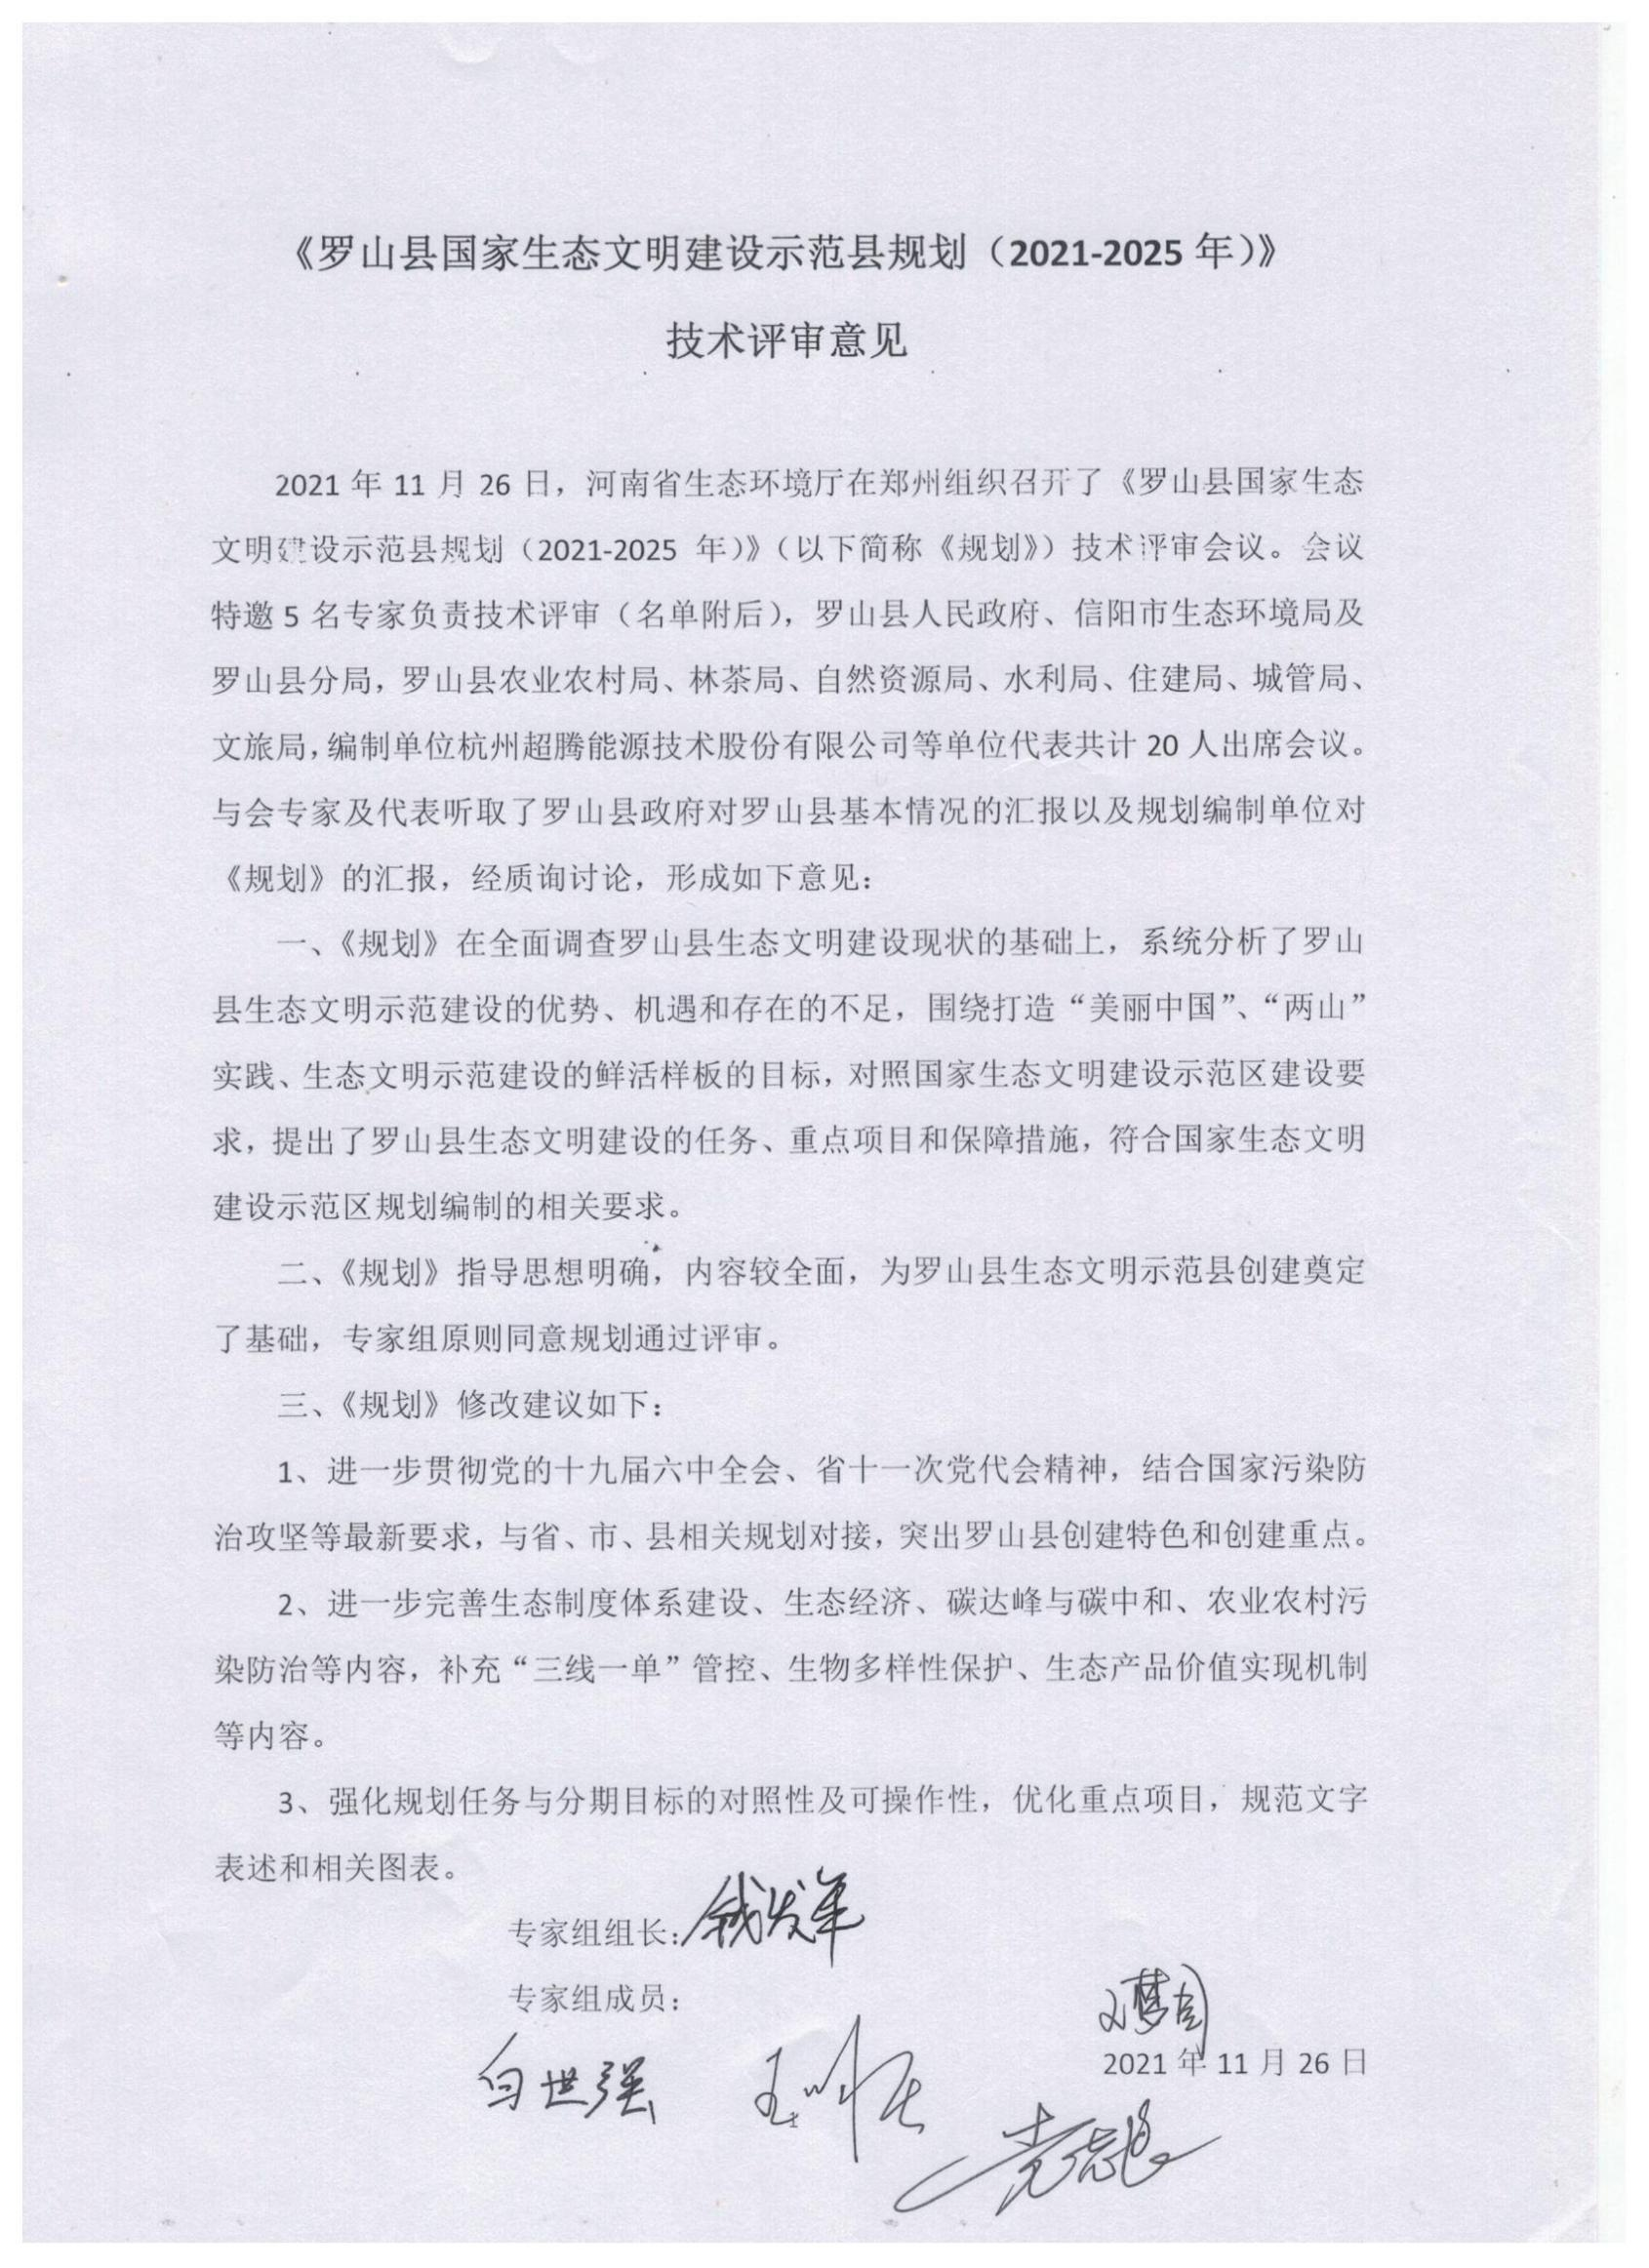 《罗山县国家生态文明建设示范县规划（2021-2025 年）》
技术评审意见
2021 年 11 月 26 日，河南省生态环境厅在郑州组织召开了《罗山县国家生态
文明建设示范县规划（2021-2025 年）》（以下简称《规划》）技术评审会议。会议
特邀 5 名专家负责技术评审（名单附后），罗山县人民政府、信阳市生态环境局及
罗山县分局，罗山县农业农村局、林茶局、自然资源局、水利局、住建局、城管局、
文旅局，编制单位杭州超腾能源技术股份有限公司等单位代表共计 20 人出席会议。
与会专家及代表听取了罗山县政府对罗山县基本情况的汇报以及规划编制单位对
《规划》的汇报，经质询讨论，形成如下意见：
一、《规划》在全面调查罗山县生态文明建设现状的基础上，系统分析了罗山
县生态文明示范建设的优势、机遇和存在的不足，围绕打造“美丽中国”、“两山”
实践、生态文明示范建设的鲜活样板的目标，对照国家生态文明建设示范区建设要
求，提出了罗山县生态文明建设的任务、重点项目和保障措施，符合国家生态文明
建设示范区规划编制的相关要求。
二、《规划》指导思想明确，内容较全面，为罗山县生态文明示范县创建奠定
了基础，专家组原则同意规划通过评审。
三、《规划》修改建议如下：
1、进一步贯彻党的十九届六中全会、省十一次党代会精神，结合国家污染防
治攻坚等最新要求，与省、市、县相关规划对接，突出罗山县创建特色和创建重点。
2、进一步完善生态制度体系建设、生态经济、碳达峰与碳中和、农业农村污
染防治等内容，补充“三线一单”管控、生物多样性保护、生态产品价值实现机制
等内容。
3、强化规划任务与分期目标的对照性及可操作性，优化重点项目，规范文字
表述和相关图表。
专家组组长：钱发军
专家组成员：
2021 年 11 月 26 日
白世强